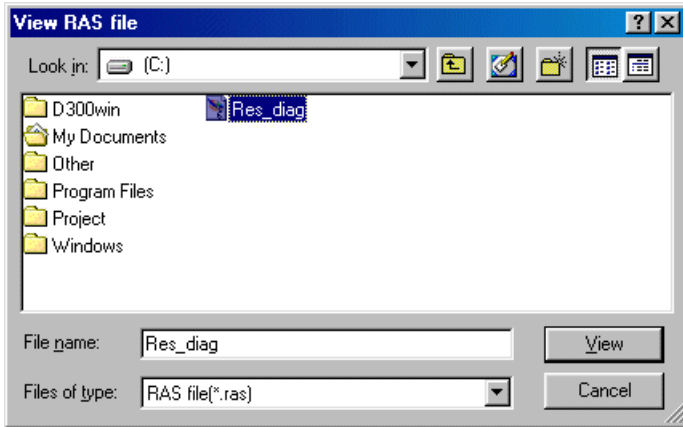 View RAS file
Look in: (C:)
D300win
My Documents
Other
Program Files
Project
Windows
Res_diag
File name: Res_diag View
Files of type: RAS file(*.ras) Cancel